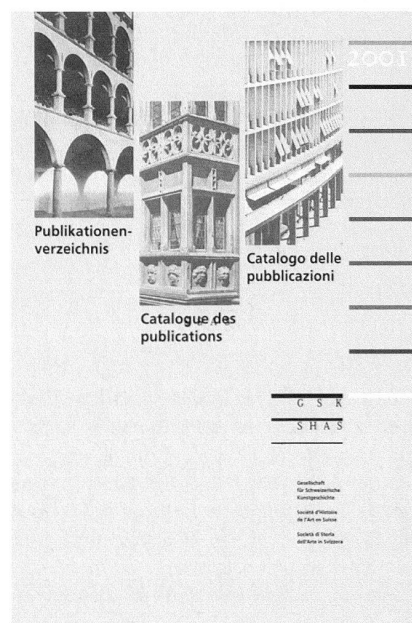 2001
Publikationen-
verzeichnis
Catalogue des
publications
Catalogo delle
pubblicazioni
G S K
S H A S
Gesellschaft
für Schweizerische
Kunstgeschichte
Société d'Histoire
de l'Art en Suisse
Società di Storia
dell'Arte in Svizzera